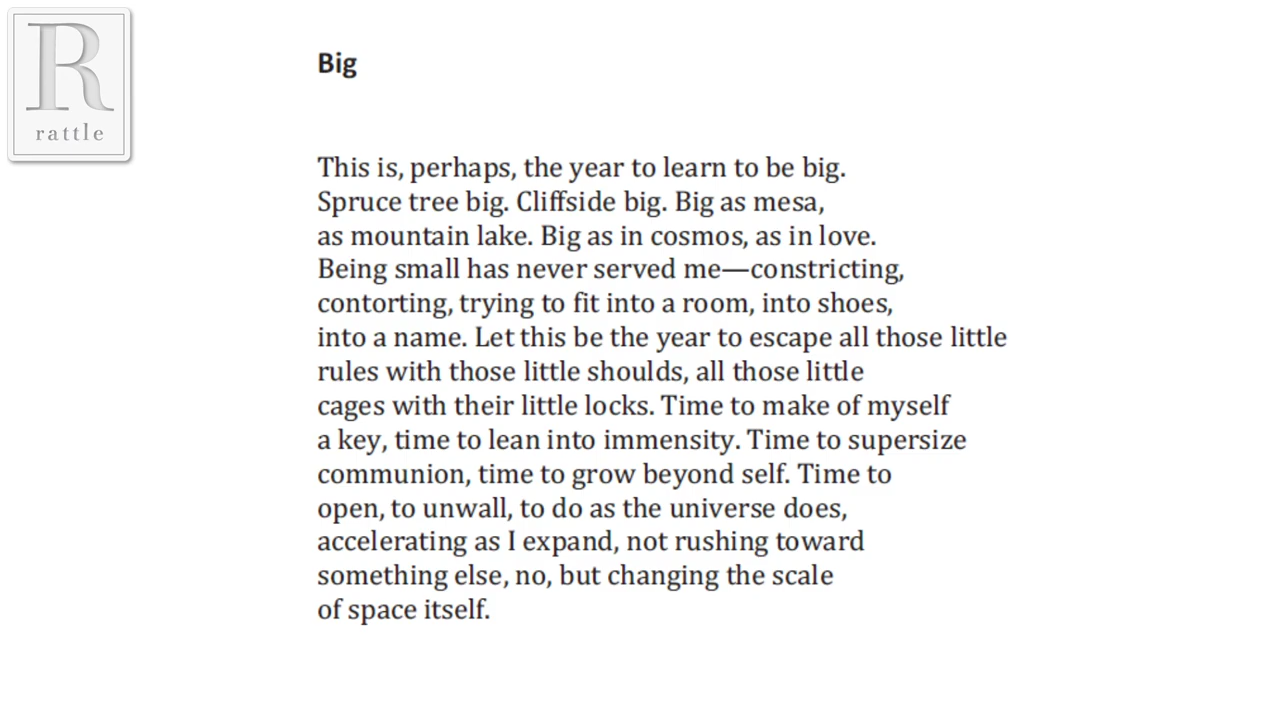 R
rattle
Big
This is, perhaps, the year to learn to be big.
Spruce tree big. Cliffside big. Big as mesa,
as mountain lake. Big as in cosmos, as in love.
Being small has never served me—constricting,
contorting, trying to fit into a room, into shoes,
into a name. Let this be the year to escape all those little
rules with those little shoulds, all those little
cages with their little locks. Time to make of myself
a key, time to lean into immensity. Time to supersize
communion, time to grow beyond self. Time to
open, to unwall, to do as the universe does,
accelerating as I expand, not rushing toward
something else, no, but changing the scale
of space itself.